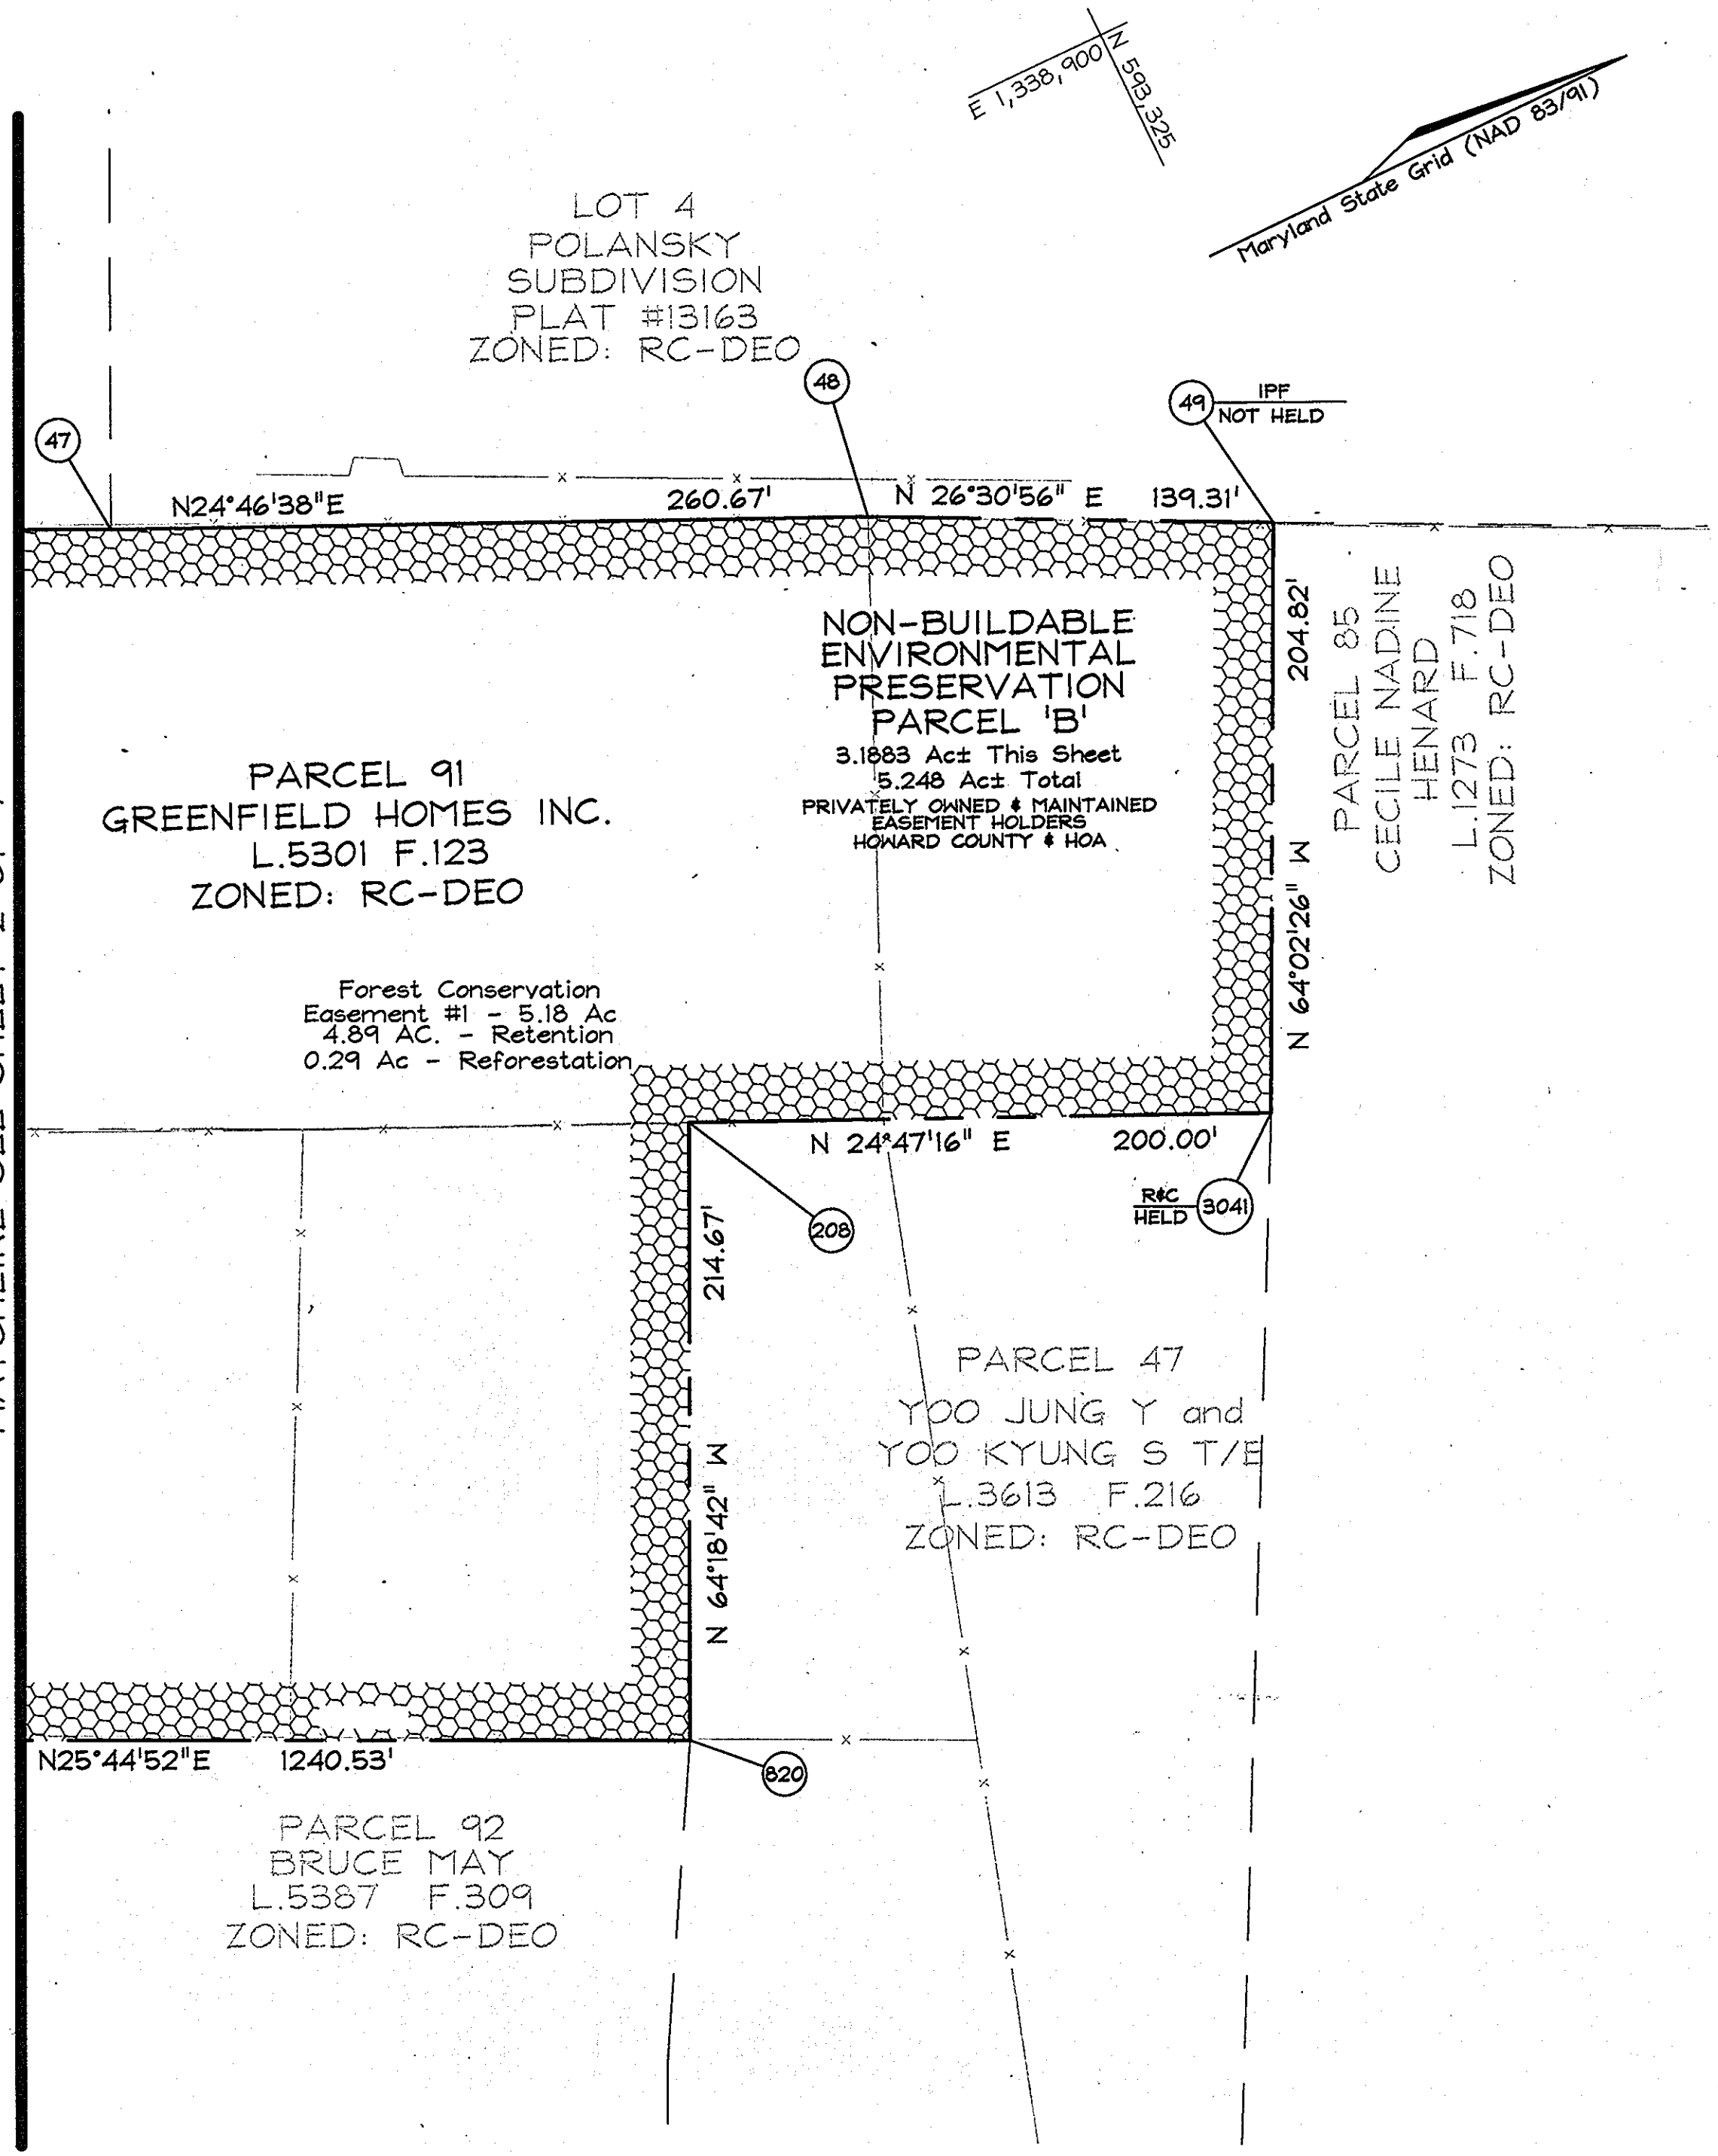 E 1,338,900
N 593,325
Maryland State Grid (NAD 83/91)
LOT 4
POLANSKY
SUBDIVISION
PLAT #13163
ZONED: RC-DEO
48
49
IPF
NOT HELD
47
N24°46'38"E
260.67'
N 26°30'56" E
139.31'
204.82'
N 64°02'26" W
PARCEL 85
CECILE NADINE
HENARD
L.1273 F.718
ZONED: RC-DEO
NON-BUILDABLE
ENVIRONMENTAL
PRESERVATION
PARCEL 'B'
3.1883 Ac± This Sheet
5.248 Ac± Total
PRIVATELY OWNED & MAINTAINED
EASEMENT HOLDERS
HOWARD COUNTY & HOA
PARCEL 91
GREENFIELD HOMES INC.
L.5301 F.123
ZONED: RC-DEO
Forest Conservation
Easement #1 - 5.18 Ac
4.89 AC. - Retention
0.29 Ac - Reforestation
N 24°47'16" E
200.00'
R&C
HELD
3041
208
214.67'
N 64°18'42" W
PARCEL 47
YOO JUNG Y and
YOO KYUNG S T/E
L.3613 F.216
ZONED: RC-DEO
N25°44'52"E
1240.53'
820
PARCEL 92
BRUCE MAY
L.5387 F.309
ZONED: RC-DEO